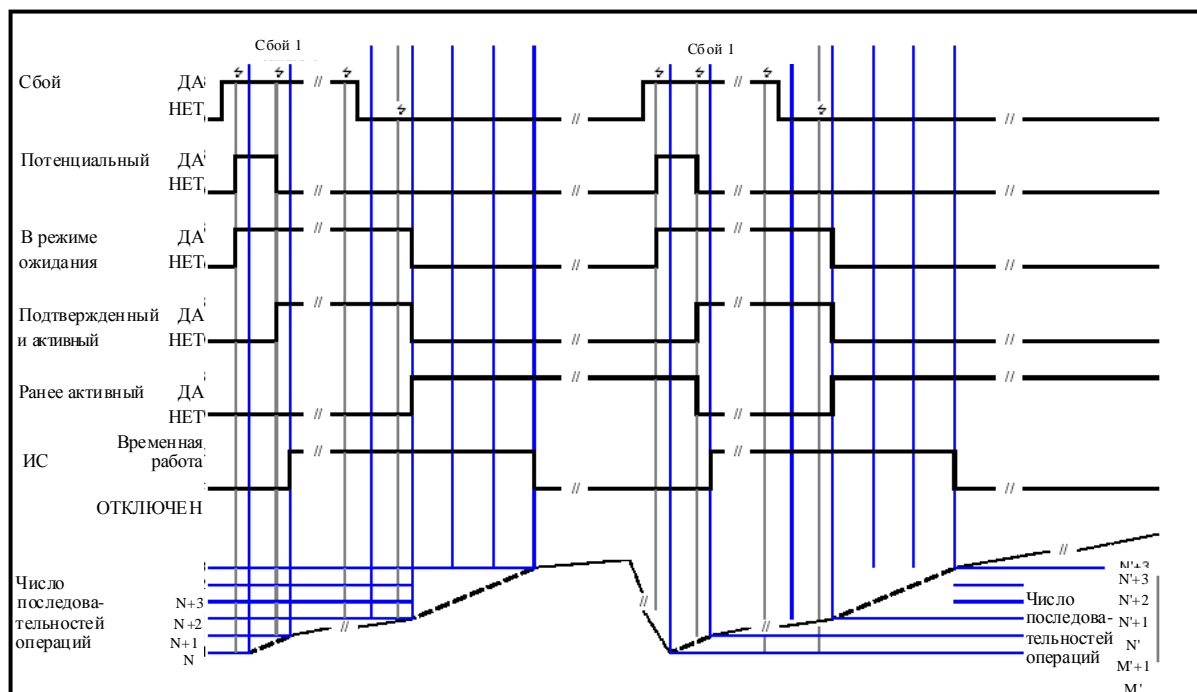 Сбой 1
Сбой 1
Сбой ДА
НЕТ
Потенциальный ДА
НЕТ
В режиме ДА
ожидания НЕТ
Подтвержденный ДА
и активный НЕТ
Ранее активный ДА
НЕТ
Временная
ИС работа
ОТКЛЮЧЕН
Число
последова-
тельностей
операций
N+3
N+2
N+1
N
Число
последова-
тельностей
операций
N'+3
N'+3
N'+2
N'+1
N'
M'+1
M'